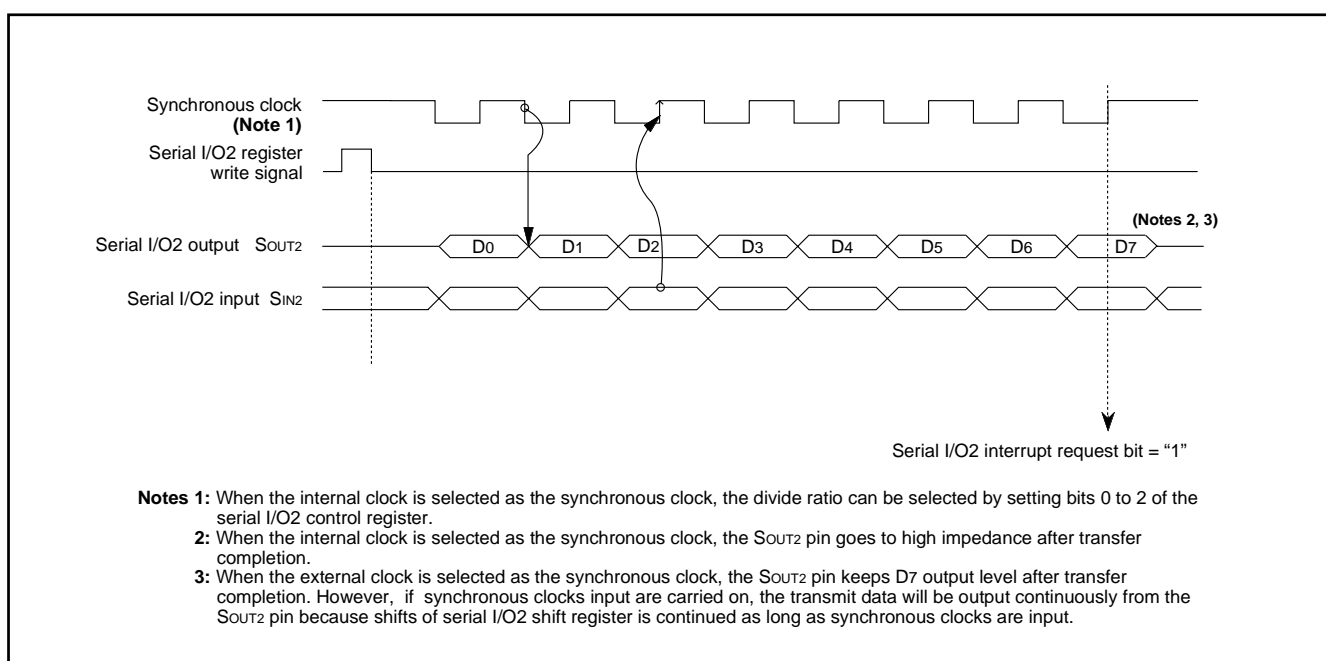 Synchronous clock
(Note 1)
Serial I/O2 register
write signal
(Notes 2, 3)
Serial I/O2 output SOUT2
D0 D1 D2 D3 D4 D5 D6 D7
Serial I/O2 input SIN2
Serial I/O2 interrupt request bit = “1”
Notes 1: When the internal clock is selected as the synchronous clock, the divide ratio can be selected by setting bits 0 to 2 of the
serial I/O2 control register.
2: When the internal clock is selected as the synchronous clock, the SOUT2 pin goes to high impedance after transfer
completion.
3: When the external clock is selected as the synchronous clock, the SOUT2 pin keeps D7 output level after transfer
completion. However, if synchronous clocks input are carried on, the transmit data will be output continuously from the
SOUT2 pin because shifts of serial I/O2 shift register is continued as long as synchronous clocks are input.